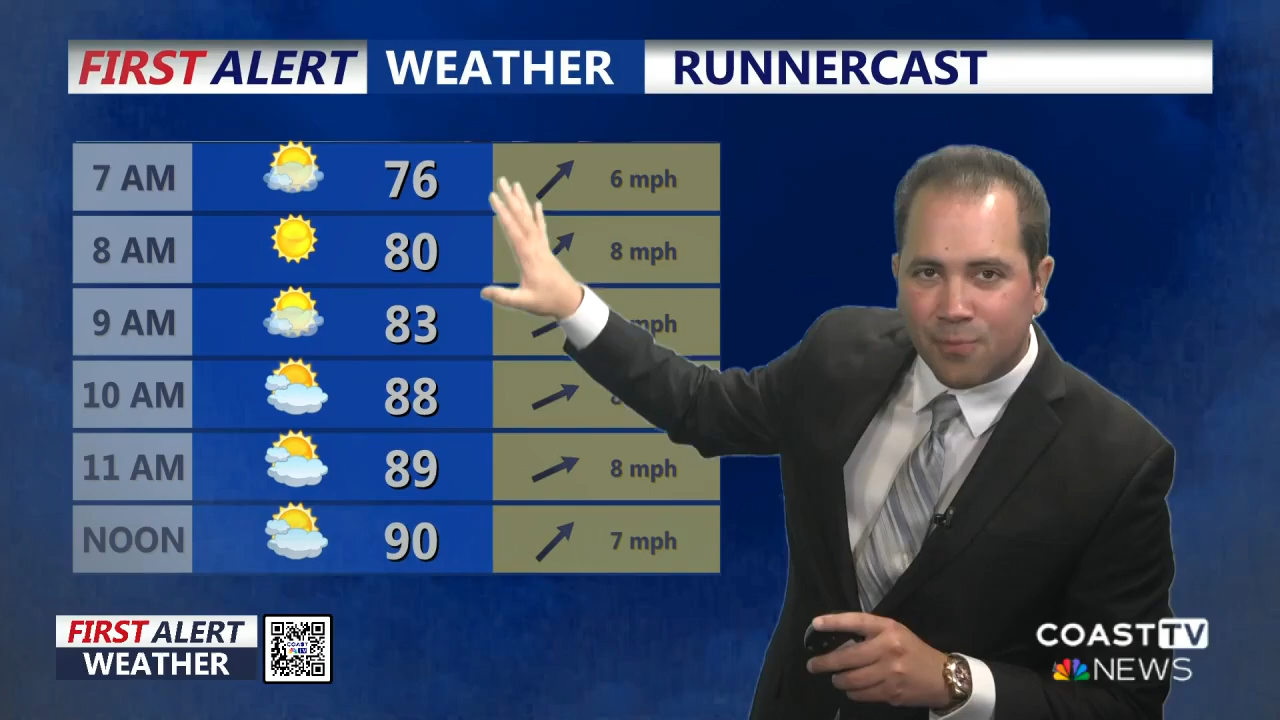 FIRST ALERT WEATHER RUNNERCAST
7 AM 76 6 mph
8 AM 80 8 mph
9 AM 83 mph
10 AM 88
11 AM 89 8 mph
NOON 90 7 mph
FIRST ALERT
WEATHER
COAST TV
NEWS